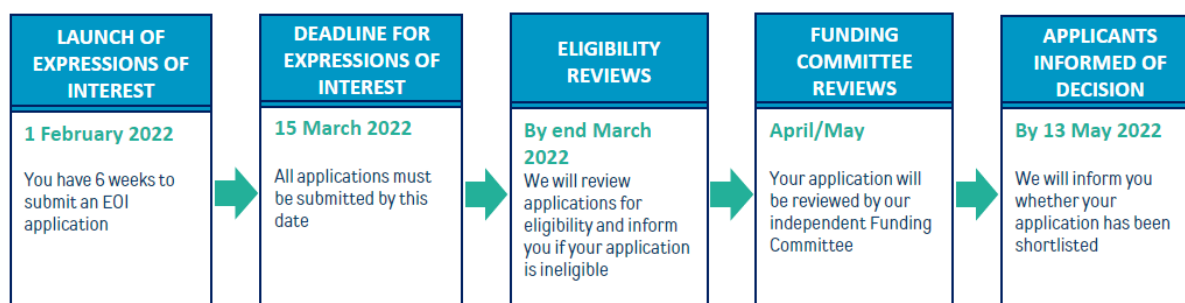 LAUNCH OF
EXPRESSIONS OF
INTEREST
1 February 2022
You have 6 weeks to
submit an EOI
application
DEADLINE FOR
EXPRESSIONS OF
INTEREST
15 March 2022
All applications must
be submitted by this
date
ELIGIBILITY
REVIEWS
By end March
2022
We will review
applications for
eligibility and inform
you if your application
is ineligible
FUNDING
COMMITTEE
REVIEWS
April/May
Your application will
be reviewed by our
independent Funding
Committee
APPLICANTS
INFORMED OF
DECISION
By 13 May 2022
We will inform you
whether your
application has been
shortlisted